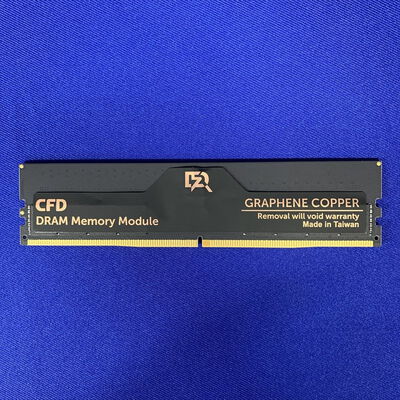 CFD
DRAM Memory Module
GRAPHENE COPPER
Removal will void warranty
Made in Taiwan